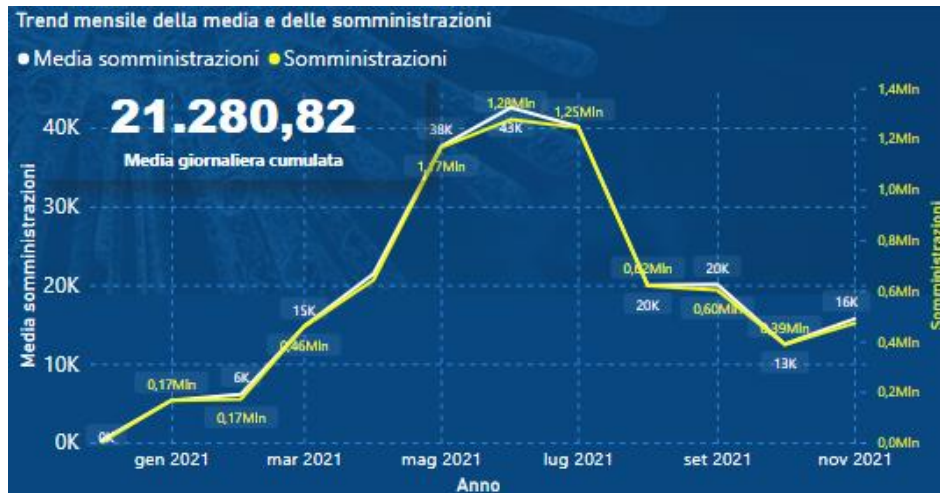 Trend mensile della media e delle somministrazioni
Media somministrazioni Somministrazioni
21.280,82
Media giornaliera cumulata
Media somministrazioni
40K
30K
20K
10K
0K
0K
0,17Mln
6K
0,17Mln
15K
0,46Mln
38K
1,17Mln
1,28Mln
43K
1,25Mln
0,62Mln
20K
20K
0,60Mln
0,39Mln
13K
16K
1,4Mln
1,2Mln
1,0Mln
0,8Mln
0,6Mln
0,4Mln
0,2Mln
0,0Mln
Somministrazioni
gen 2021 mar 2021 mag 2021 lug 2021 set 2021 nov 2021
Anno